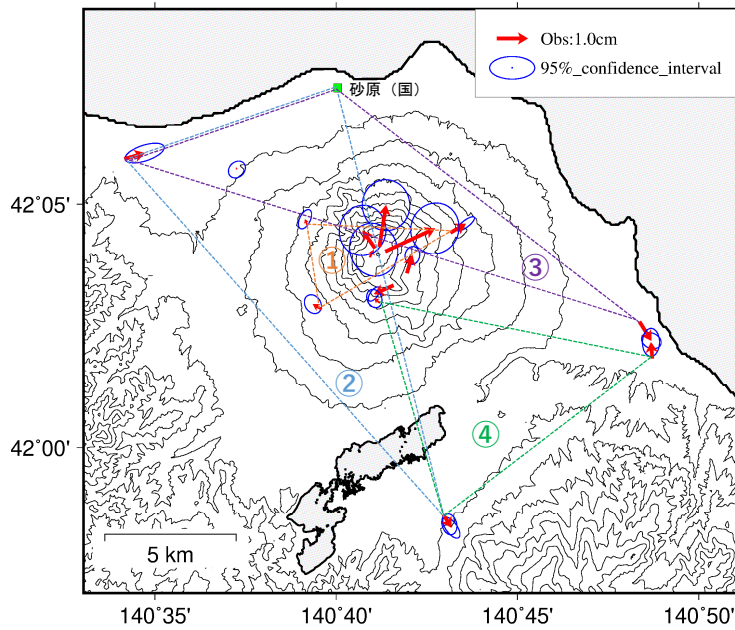 Obs:1.0cm
95%_confidence_interval
砂原（国）
42˚05'
①
③
②
④
42˚00'
5 km
140˚35'
140˚40'
140˚45'
140˚50'